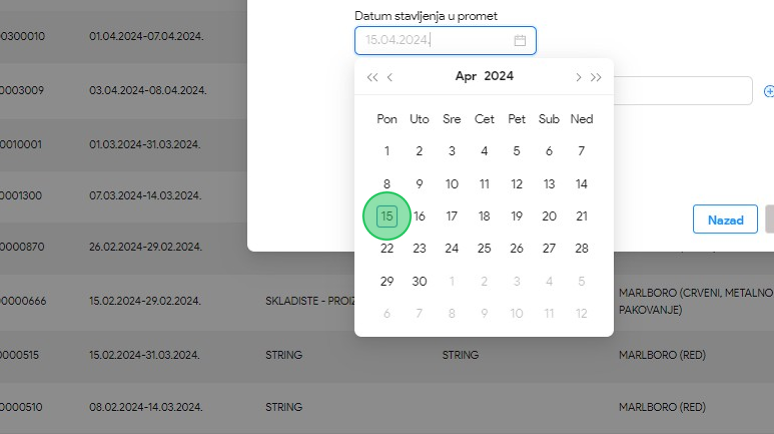 Datum stavljenja u promet
00300010 01.04.2024-07.04.2024.
15.04.2024.
Apr 2024
0003009 03.04.2024-08.04.2024.
Pon Uto Sre Cet Pet Sub Ned
0010001 01.03.2024-31.03.2024.
1 2 3 4 5 6 7
8 9 10 11 12 13 14
0001300 07.03.2024-14.03.2024.
15 16 17 18 19 20 21
Nazad
0000870 26.02.2024-29.02.2024.
22 23 24 25 26 27 28
29 30 1 2 3 4 5
00000666 15.02.2024-29.02.2024. SKLADISTE - PROIZ MARLBORO (CRVENI, METALNO
PAKOVANJE)
6 7 8 9 10 11 12
0000515 15.02.2024-31.03.2024. STRING STRING MARLBORO (RED)
0000510 08.02.2024-14.03.2024. STRING MARLBORO (RED)